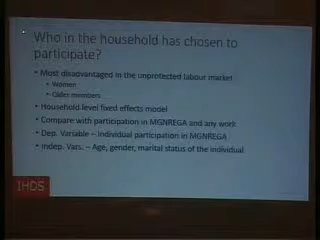 Who in the household has chosen to
participate?
• Most disadvantaged in the unprotected labour market
• Women
• Older members
• Household-level fixed effects model
• Compare with participation in MGNREGA and any work
• Dep. Variable – Individual participation in MGNREGA
• Indep. Vars. – Age, gender, marital status of the individual
IHDS